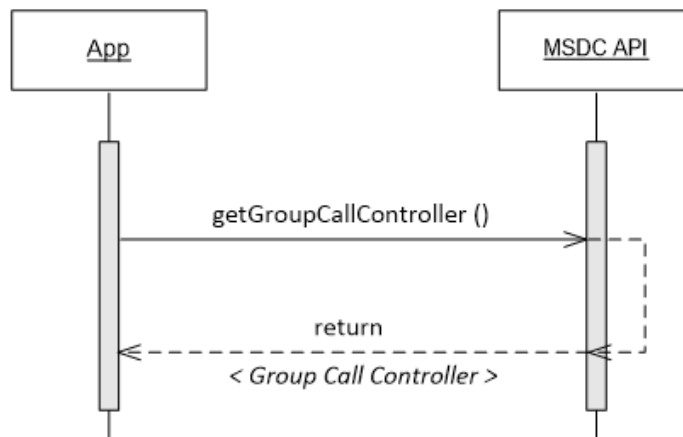 App
MSDC API
getGroupCallController ()
return
< Group Call Controller >